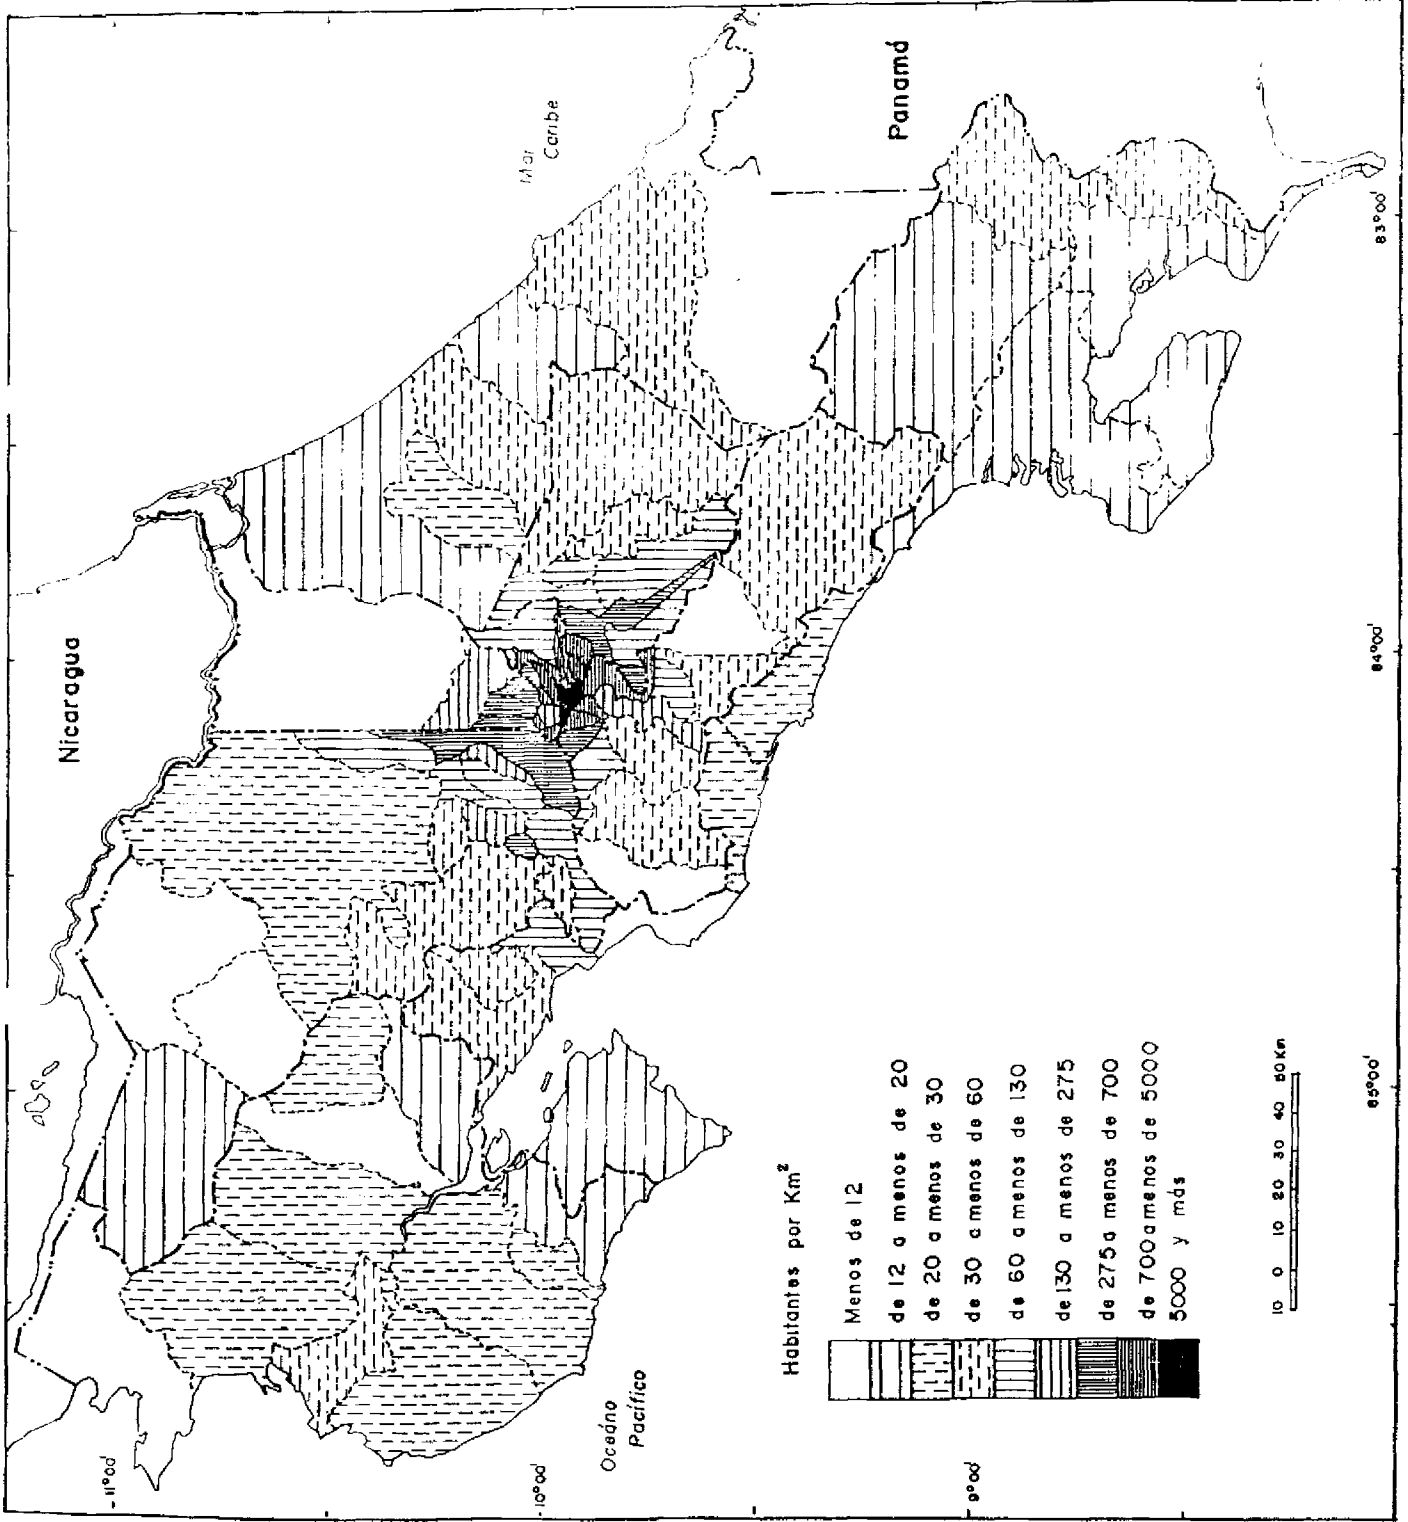 Nicaragua
Mar
Caribe
Panamá
Oceáno
Pacífico
11°00'
10°00'
9°00'
85°00'
84°00'
83°00'
Habitantes por Km²
Menos de 12
de 12 a menos de 20
de 20 a menos de 30
de 30 a menos de 60
de 60 a menos de 130
de 130 a menos de 275
de 275 a menos de 700
de 700 a menos de 5000
5000 y más
10 0 10 20 30 40 50 Km